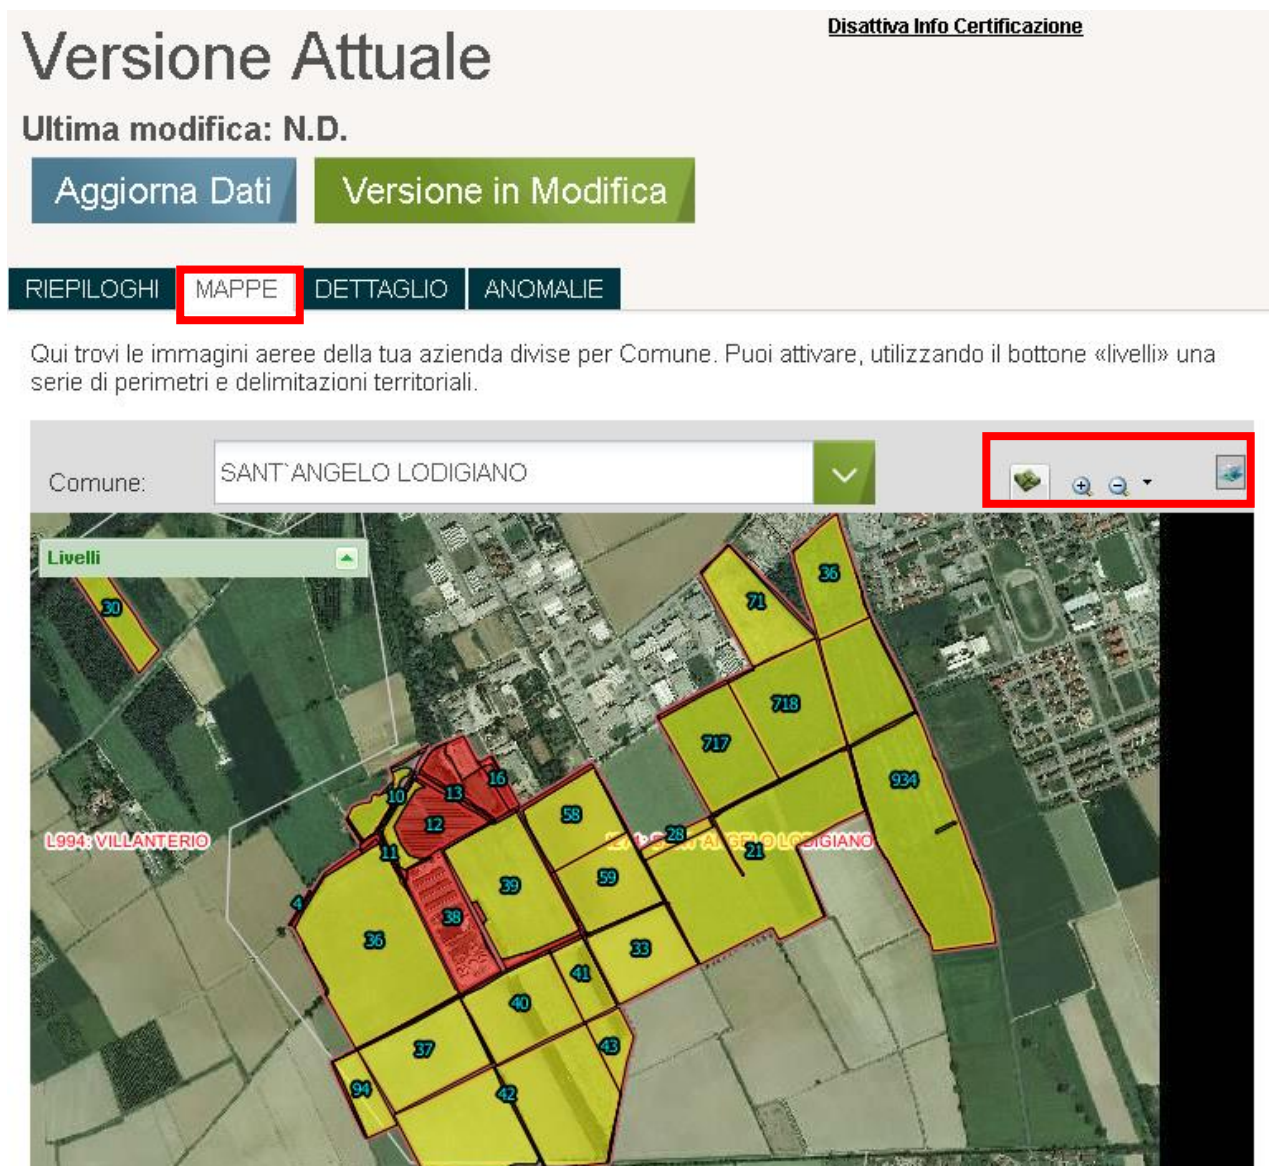 Disattiva Info Certificazione
Versione Attuale
Ultima modifica: N.D.
Aggiorna Dati
Versione in Modifica
RIEPILOGHI
MAPPE
DETTAGLIO
ANOMALIE
Qui trovi le immagini aeree della tua azienda divise per Comune. Puoi attivare, utilizzando il bottone «livelli» una
serie di perimetri e delimitazioni territoriali.
Comune:
SANT`ANGELO LODIGIANO
Livelli
30
71
36
718
717
934
16
13
10
12
58
28
L994: VILLANTERIO
LODIGIANO
11
21
39
59
4
38
36
33
41
40
43
37
94
42